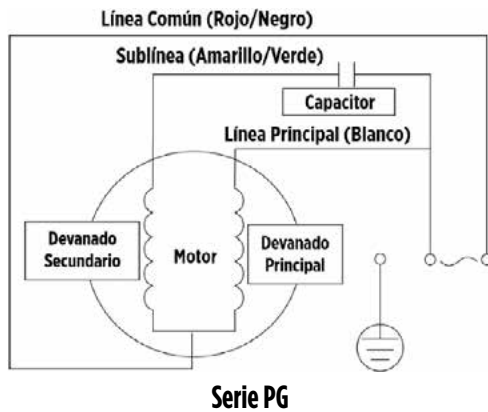 Línea Común (Rojo/Negro)
Sublínea (Amarillo/Verde)
Capacitor
Línea Principal (Blanco)
Devanado
Secundario
Motor
Devanado
Principal
Serie PG